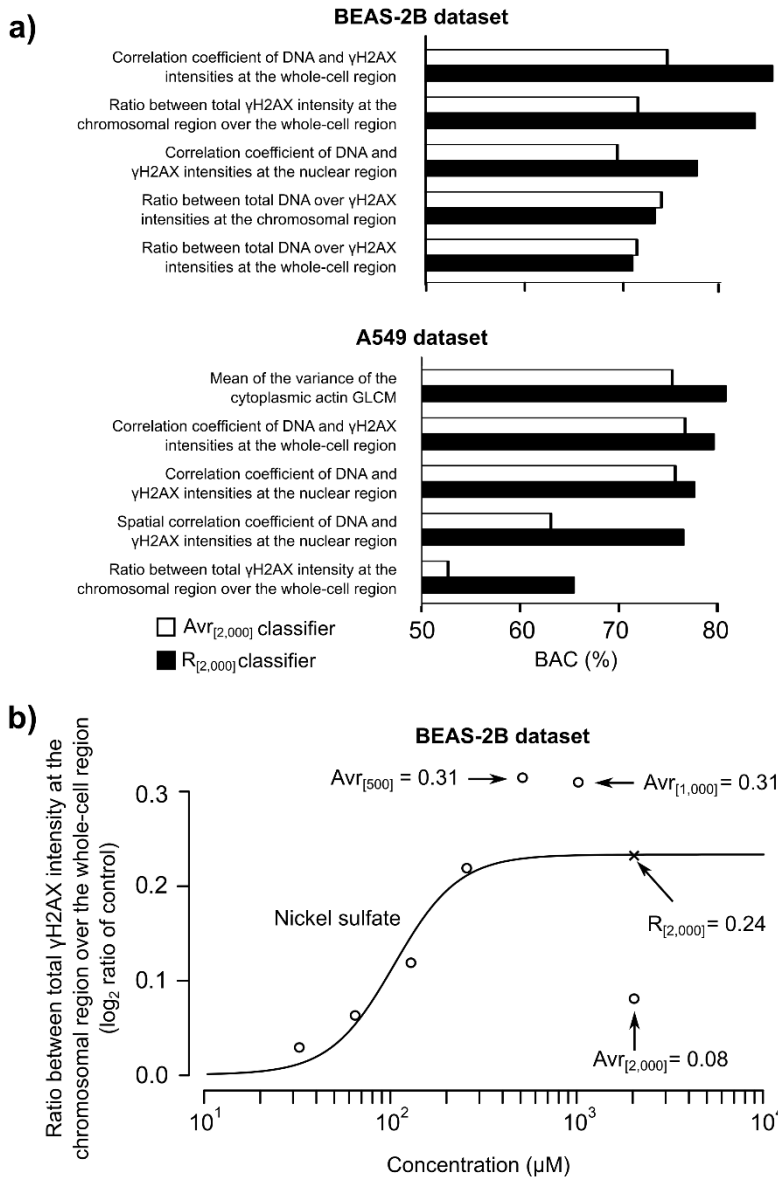 a)
BEAS-2B dataset
Correlation coefficient of DNA and γH2AX
intensities at the whole-cell region
Ratio between total γH2AX intensity at the
chromosomal region over the whole-cell region
Correlation coefficient of DNA and
γH2AX intensities at the nuclear region
Ratio between total DNA over γH2AX
intensities at the chromosomal region
Ratio between total DNA over γH2AX
intensities at the whole-cell region
A549 dataset
Mean of the variance of the
cytoplasmic actin GLCM
Correlation coefficient of DNA and γH2AX
intensities at the whole-cell region
Correlation coefficient of DNA and
γH2AX intensities at the nuclear region
Spatial correlation coefficient of DNA and
γH2AX intensities at the nuclear region
Ratio between total γH2AX intensity at the
chromosomal region over the whole-cell region
50 60 70 80
BAC (%)
Avr[2,000] classifier
R[2,000] classifier
b)
BEAS-2B dataset
Ratio between total γH2AX intensity at the
chromosomal region over the whole-cell region
(log2 ratio of control)
0.3
0.2
0.1
0.0
Avr[500] = 0.31
Avr[1,000] = 0.31
Nickel sulfate
R[2,000] = 0.24
Avr[2,000] = 0.08
10^1 10^2 10^3 10^4
Concentration (μM)